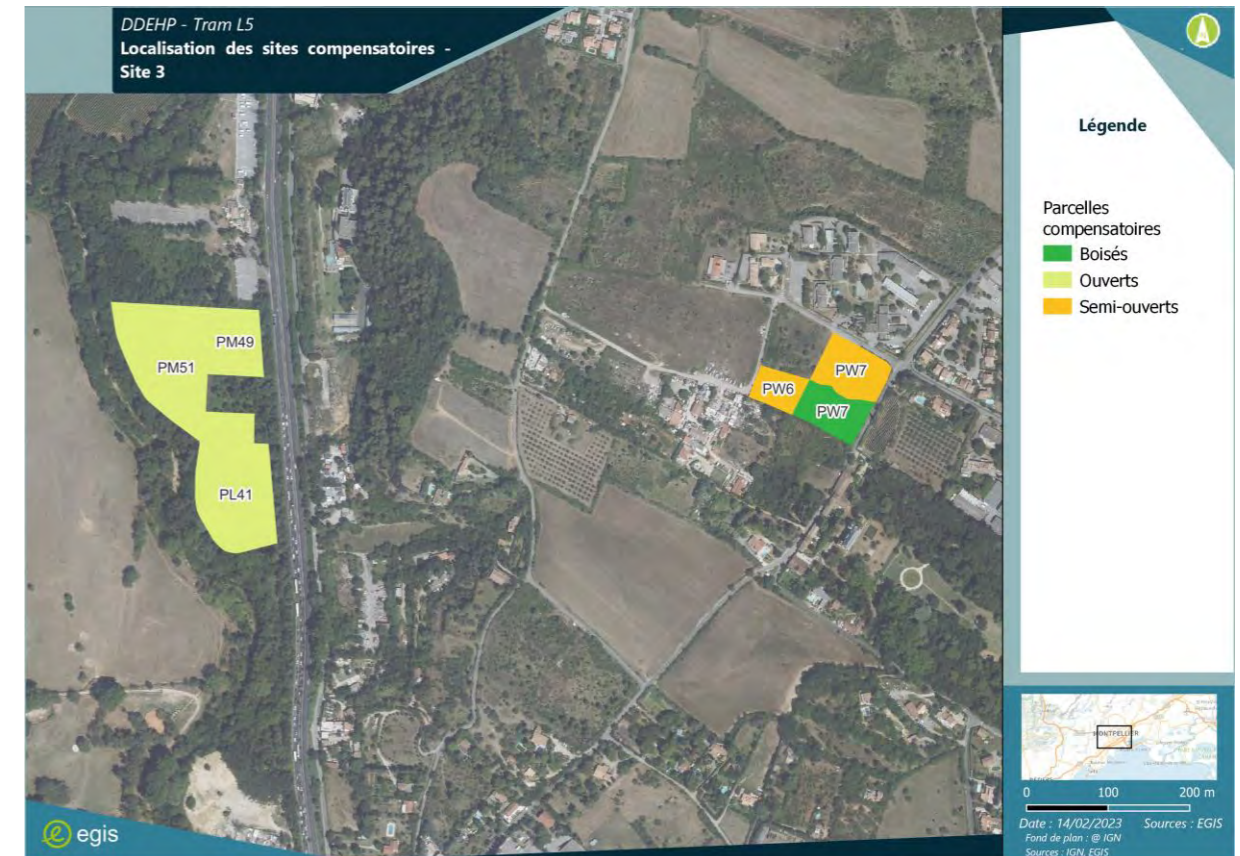 DDEHP - Tram L5
Localisation des sites compensatoires -
Site 3
Légende
Parcelles
compensatoires
Boisés
Ouverts
Semi-ouverts
PM49
PM51
PL41
PW7
PW6
PW7
MONTPELLIER
0 100 200 m
Date : 14/02/2023 Sources : EGIS
Fond de plan : @ IGN
Sources : IGN, EGIS
egis